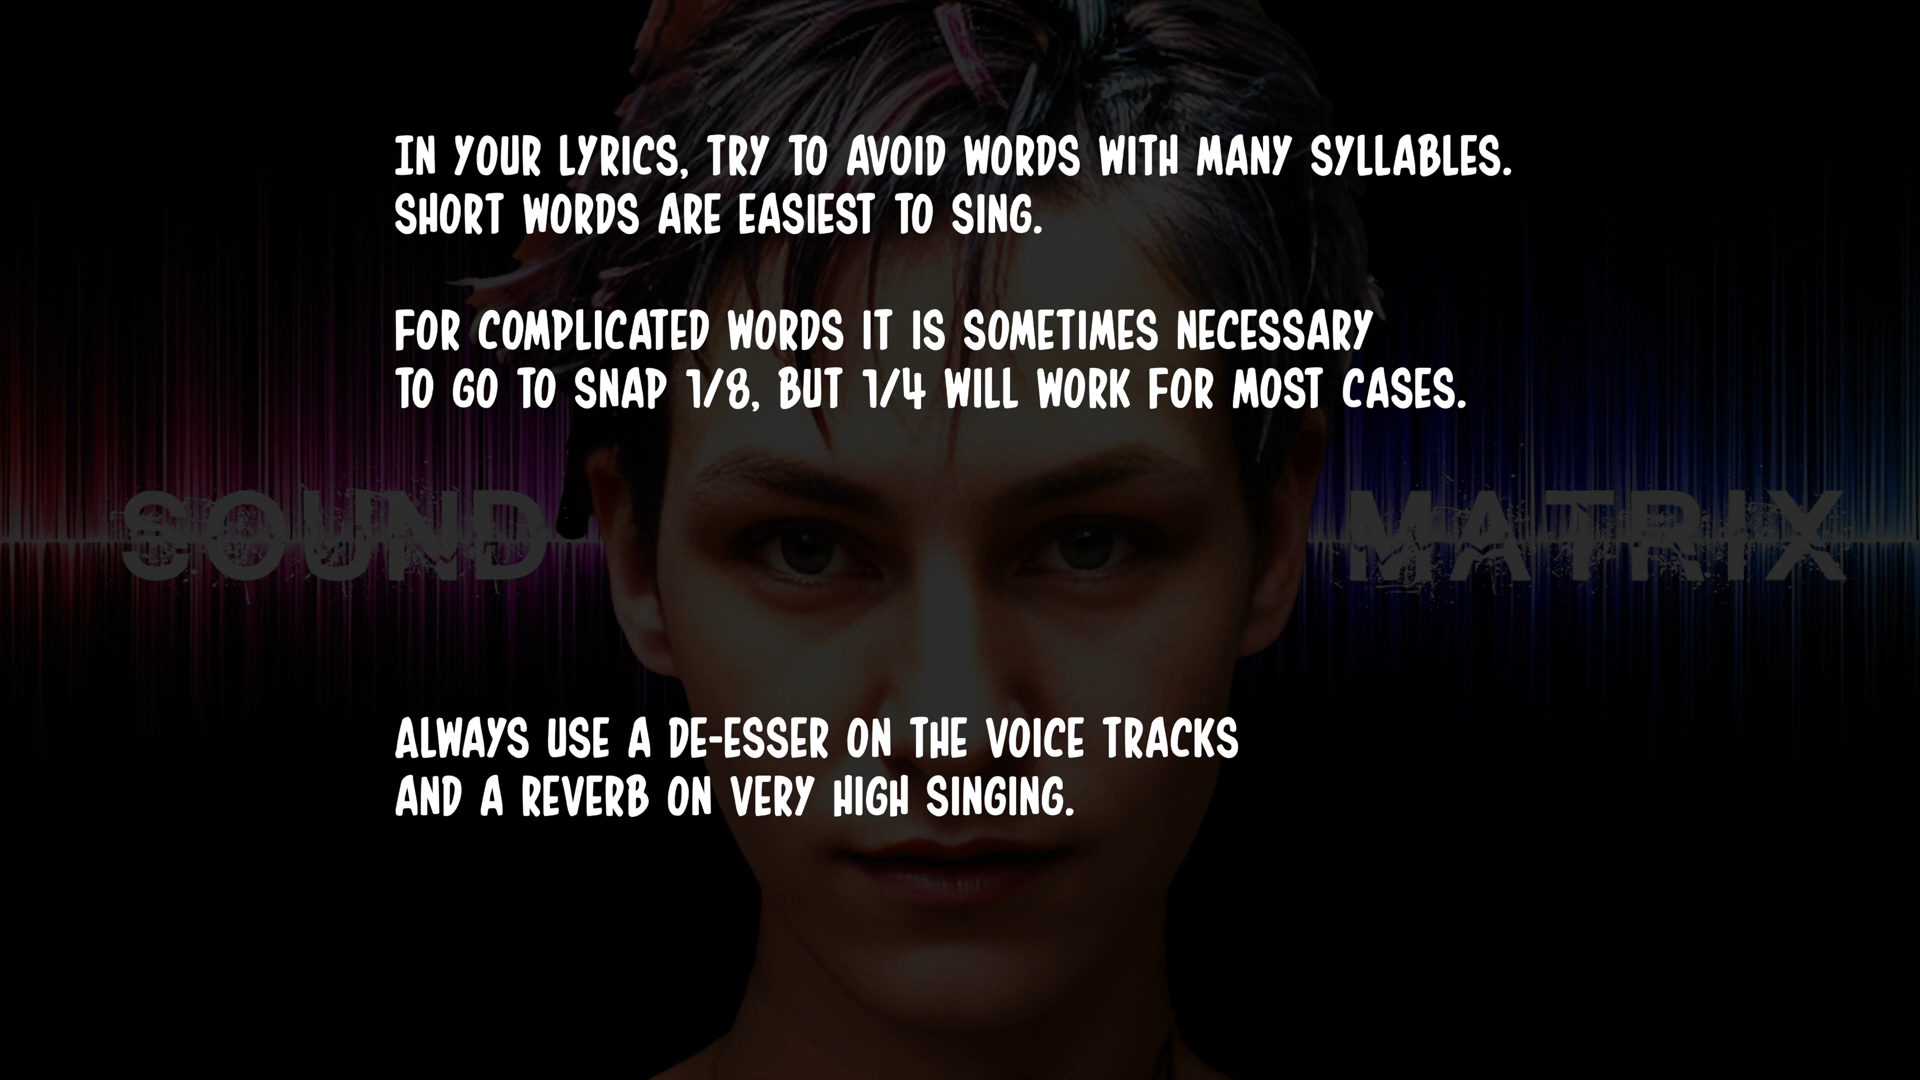 IN YOUR LYRICS, TRY TO AVOID WORDS WITH MANY SYLLABLES.
SHORT WORDS ARE EASIEST TO SING.
FOR COMPLICATED WORDS IT IS SOMETIMES NECESSARY
TO GO TO SNAP 1/8, BUT 1/4 WILL WORK FOR MOST CASES.
SOUND MATRIX
ALWAYS USE A DE-ESSER ON THE VOICE TRACKS
AND A REVERB ON VERY HIGH SINGING.